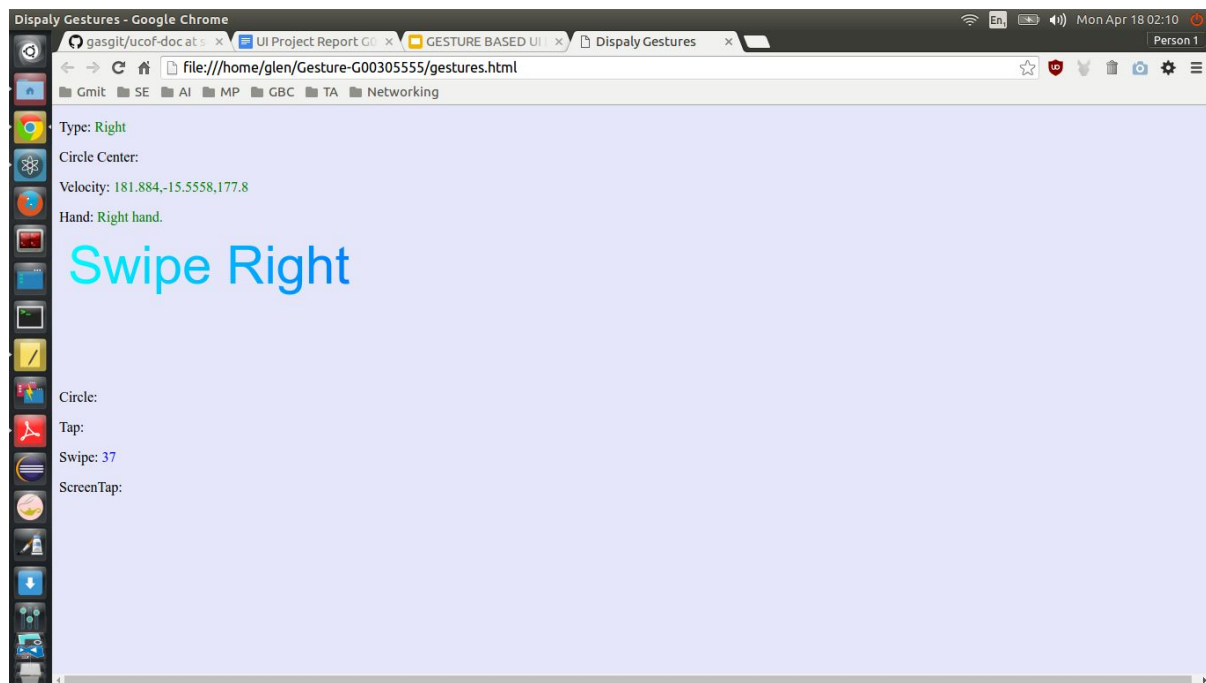 Dispaly Gestures - Google Chrome
En1 Mon Apr 18 02:10
gasgit/ucof-doc at s UI Project Report G0 GESTURE BASED UI Dispaly Gestures Person 1
file:///home/glen/Gesture-G00305555/gestures.html
Gmit SE AI MP GBC TA Networking
Type: Right
Circle Center:
Velocity: 181.884,-15.5558,177.8
Hand: Right hand.
Swipe Right
Circle:
Tap:
Swipe: 37
ScreenTap: